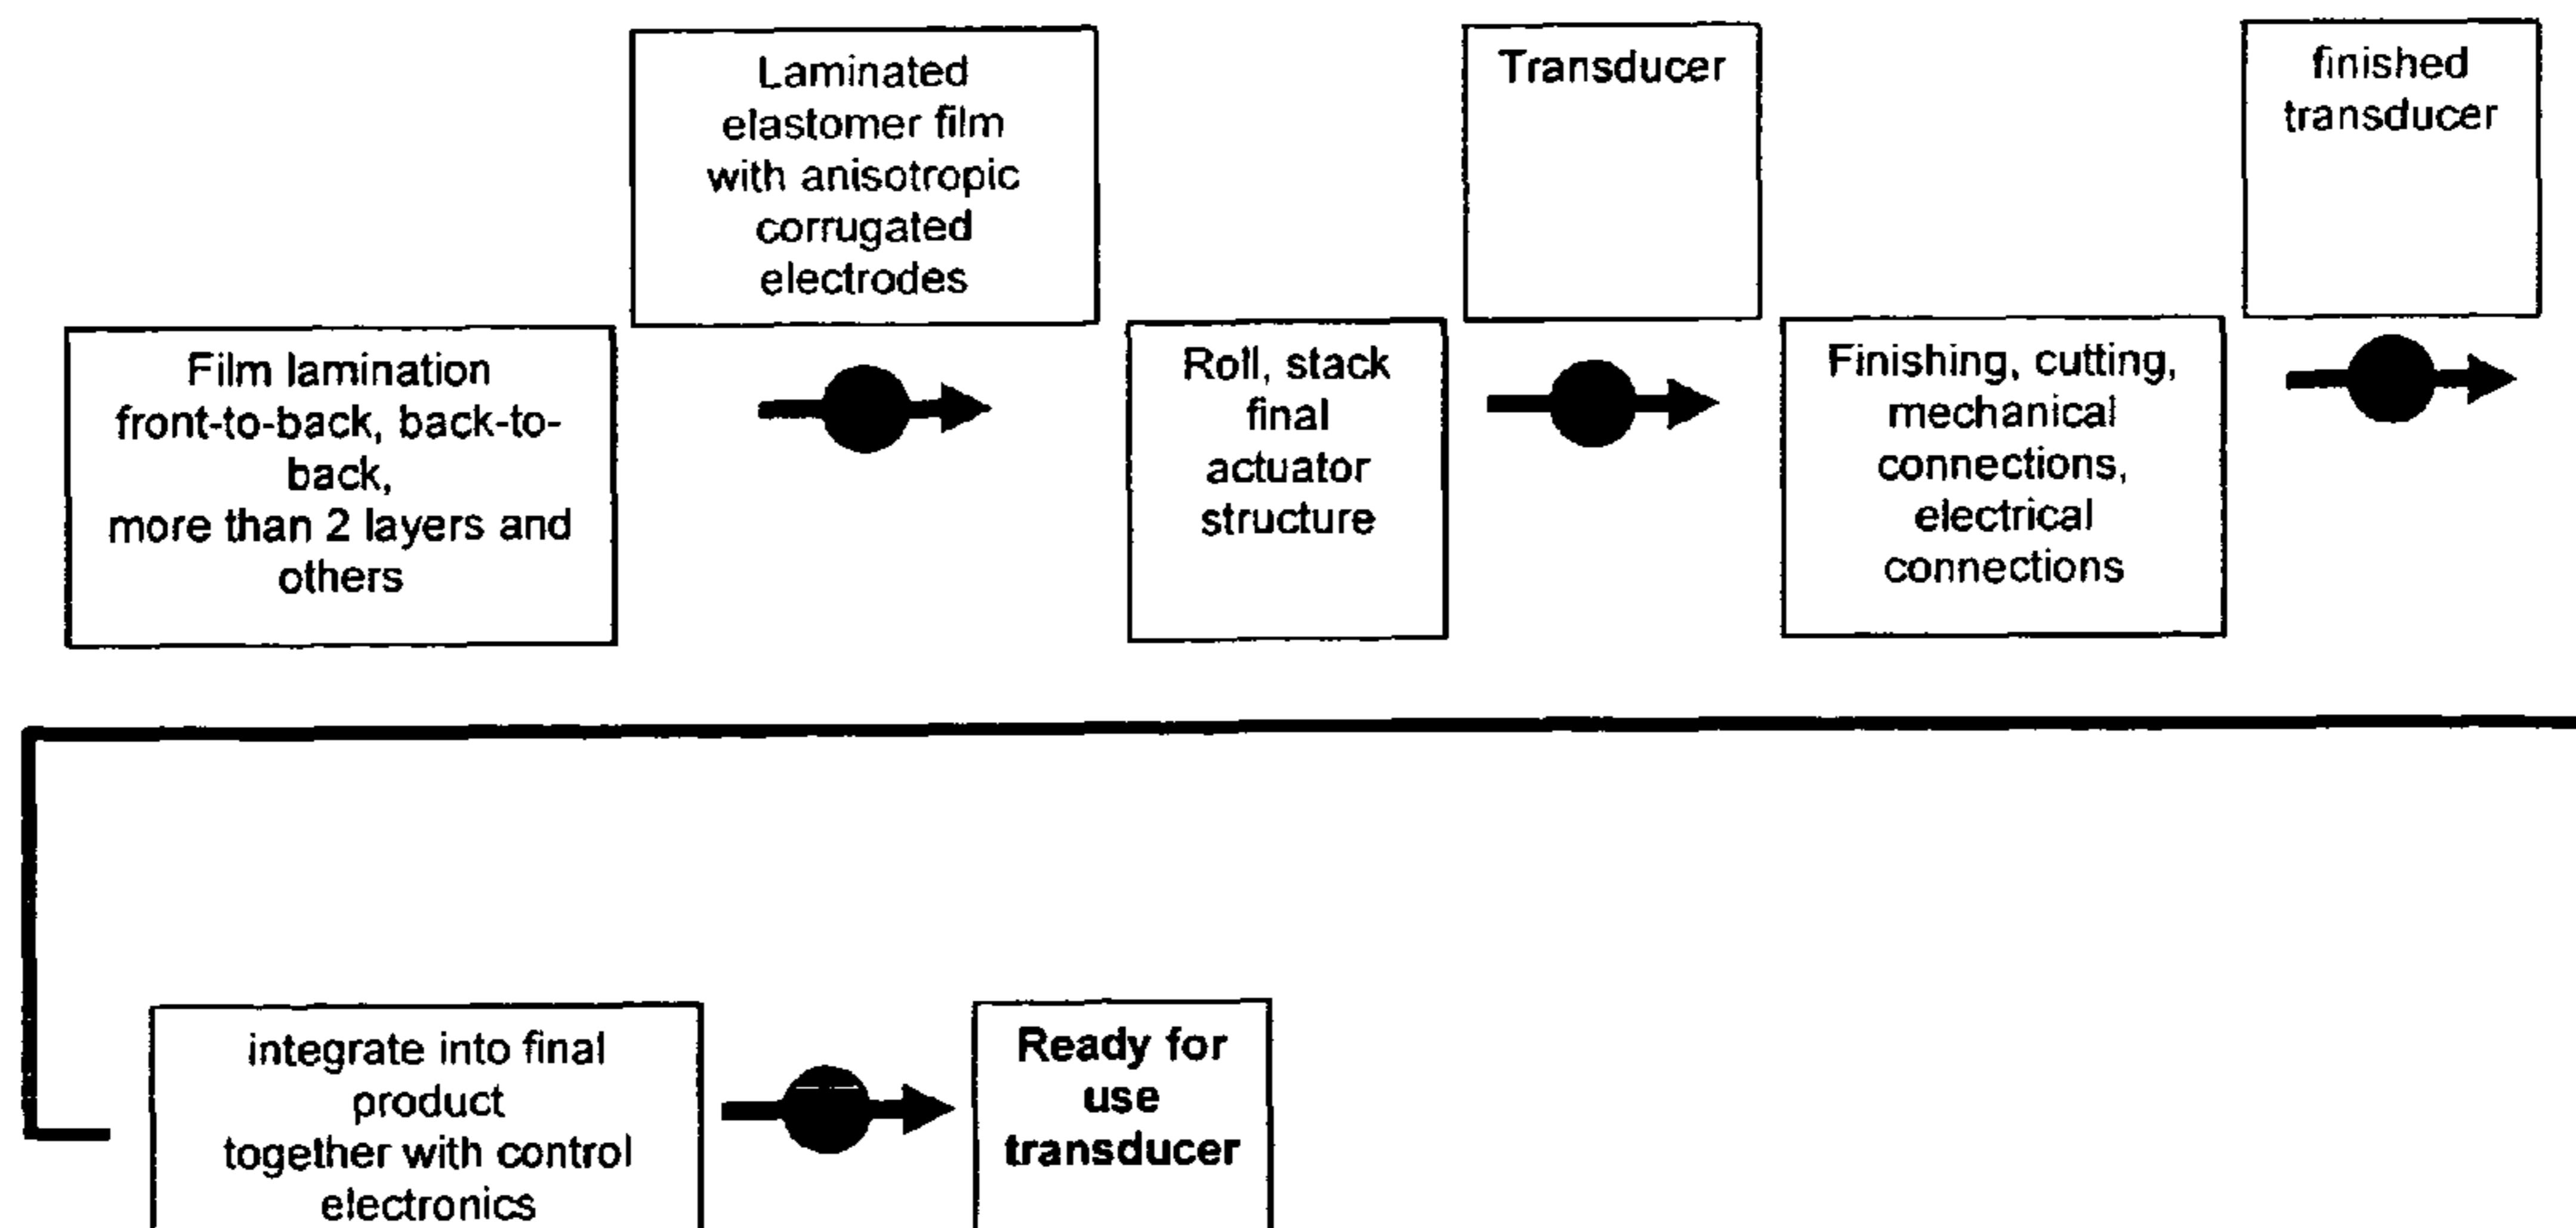 Laminated
elastomer film
with anisotropic
corrugated
electrodes
Transducer
finished
transducer
Film lamination
front-to-back, back-to-
back,
more than 2 layers and
others
Roll, stack
final
actuator
structure
Finishing, cutting,
mechanical
connections,
electrical
connections
integrate into final
product
together with control
electronics
Ready for
use
transducer